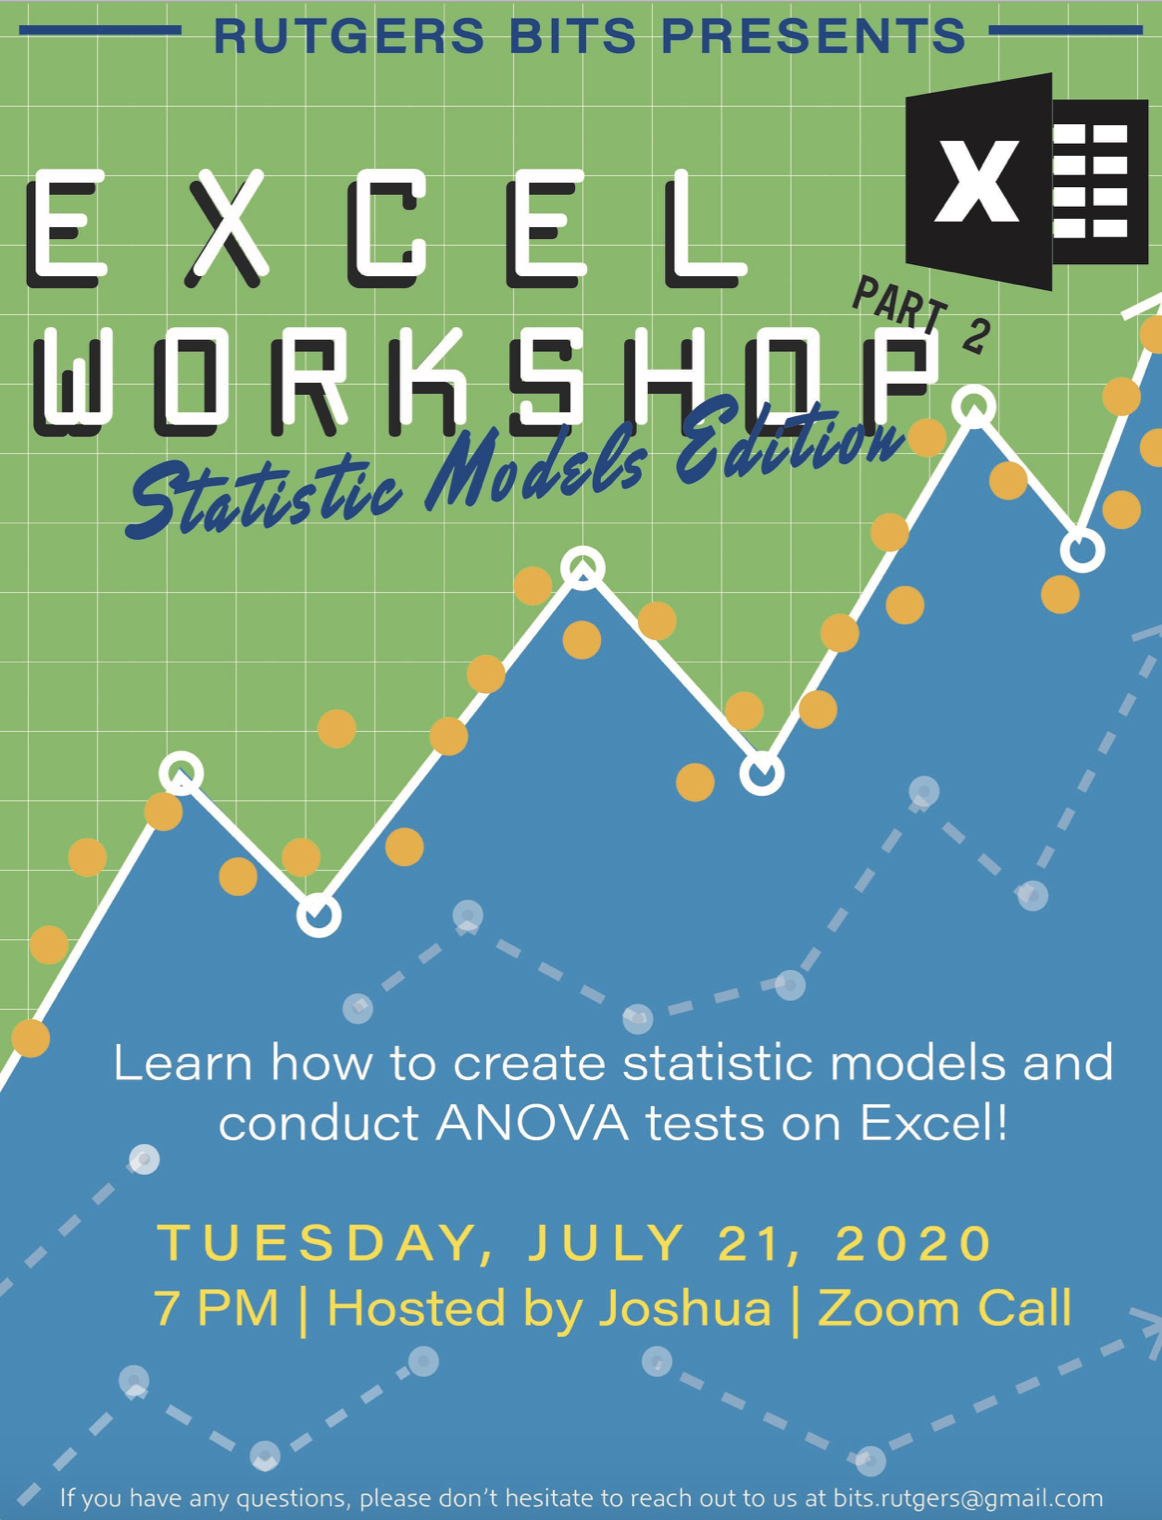 RUTGERS BITS PRESENTS
X
EXCEL
PART 2
WORKSHOP
Statistic Models Edition
Learn how to create statistic models and
conduct ANOVA tests on Excel!
TUESDAY, JULY 21, 2020
7 PM | Hosted by Joshua | Zoom Call
If you have any questions, please don't hesitate to reach out to us at bits.rutgers@gmail.com